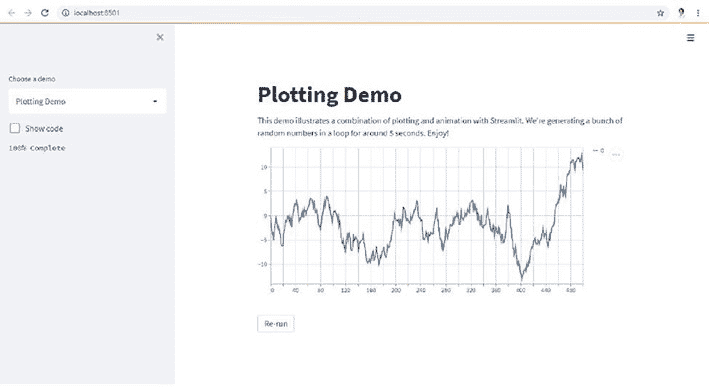 localhost:8501
Choose a demo
Plotting Demo
Show code
100% Complete
Plotting Demo
This demo illustrates a combination of plotting and animation with Streamlit. We're generating a bunch of
random numbers in a loop for around 5 seconds. Enjoy!
0
10
5
0
-5
-10
0 40 80 120 160 200 240 280 320 360 400 440 480
Re-run